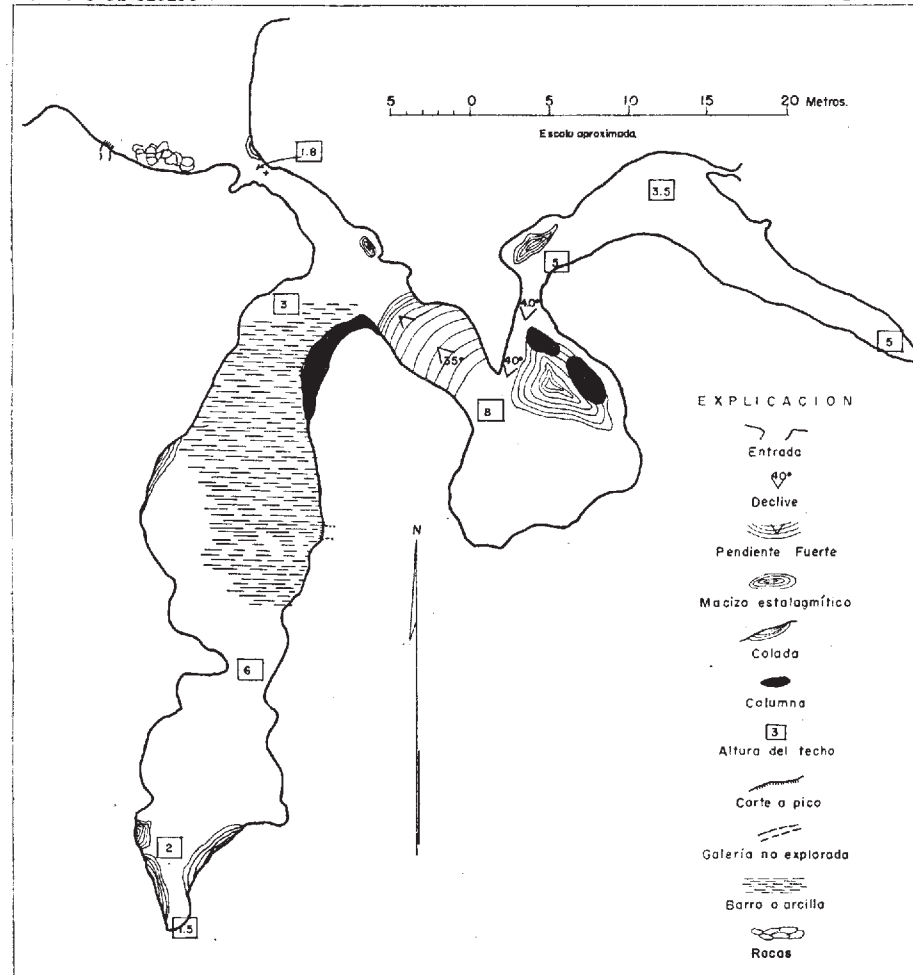 5 0 5 10 15 20 Metros.
Escala aproximada
1.8
3.5
5
3
40°
5
35°
40°
8
N
6
2
1.5
EXPLICACION
Entrada
40°
Declive
Pendiente Fuerte
Macizo estalagmítico
Colada
Columna
3
Altura del techo
Corte a pico
Galería no explorada
Barro o arcilla
Rocas